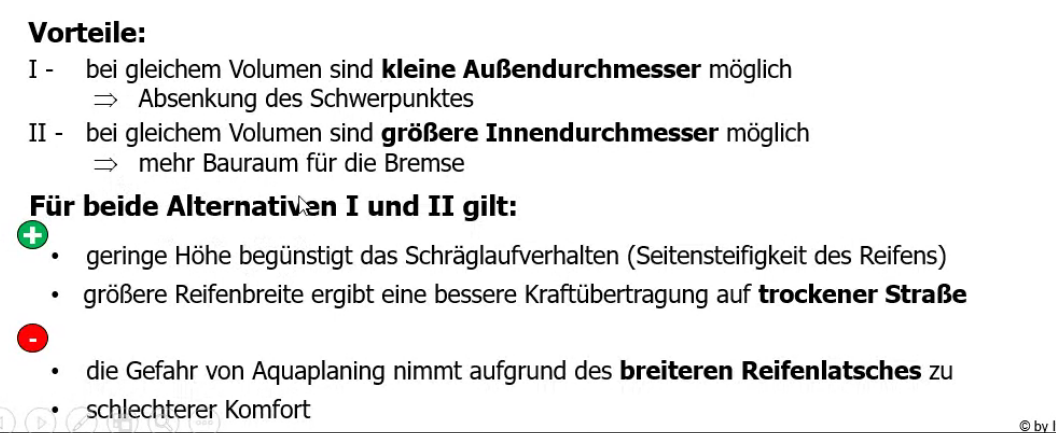 Vorteile:
I - bei gleichem Volumen sind kleine Außendurchmesser möglich
⇒ Absenkung des Schwerpunktes
II - bei gleichem Volumen sind größere Innendurchmesser möglich
⇒ mehr Bauraum für die Bremse
Für beide Alternativen I und II gilt:
+
• geringe Höhe begünstigt das Schräglaufverhalten (Seitensteifigkeit des Reifens)
• größere Reifenbreite ergibt eine bessere Kraftübertragung auf trockener Straße
-
• die Gefahr von Aquaplaning nimmt aufgrund des breiteren Reifenlatsches zu
• schlechterer Komfort
© by